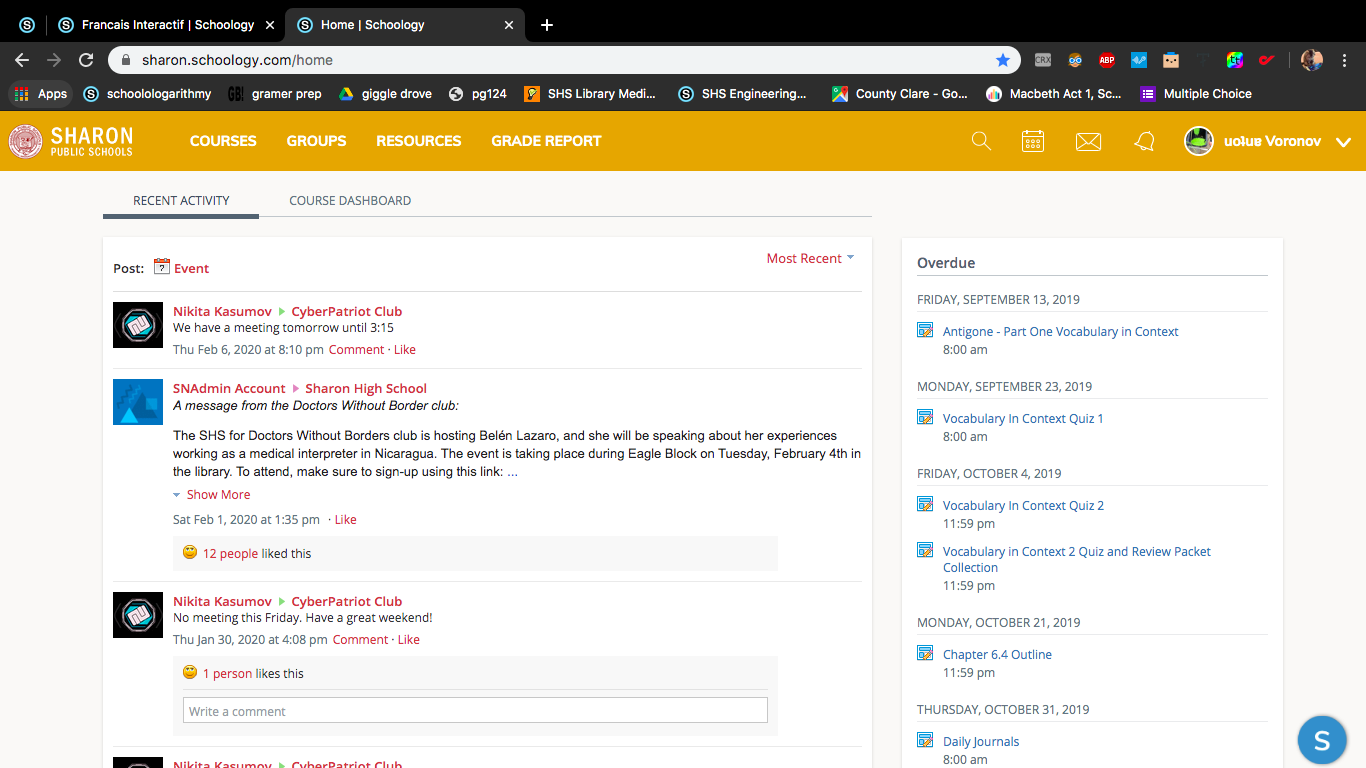 Francais Interactif | Schoology
Home | Schoology
sharon.schoology.com/home
CRX
ABP
Apps
schoolologarithmy
GB!
gramer prep
giggle drove
pg124
SHS Library Medi...
SHS Engineering...
County Clare - Go...
Macbeth Act 1, Sc...
Multiple Choice
SHARON
PUBLIC SCHOOLS
COURSES
GROUPS
RESOURCES
GRADE REPORT
uoʇuɐ Voronov
RECENT ACTIVITY
COURSE DASHBOARD
Post:
Event
Most Recent
Nikita Kasumov CyberPatriot Club
We have a meeting tomorrow until 3:15
Thu Feb 6, 2020 at 8:10 pm Comment · Like
SNAdmin Account Sharon High School
A message from the Doctors Without Border club:
The SHS for Doctors Without Borders club is hosting Belén Lazaro, and she will be speaking about her experiences
working as a medical interpreter in Nicaragua. The event is taking place during Eagle Block on Tuesday, February 4th in
the library. To attend, make sure to sign-up using this link: ...
Show More
Sat Feb 1, 2020 at 1:35 pm · Like
12 people liked this
Nikita Kasumov CyberPatriot Club
No meeting this Friday. Have a great weekend!
Thu Jan 30, 2020 at 4:08 pm Comment · Like
1 person likes this
Write a comment
Nikita Kasumov CyberPatriot Club
Overdue
FRIDAY, SEPTEMBER 13, 2019
Antigone - Part One Vocabulary in Context
8:00 am
MONDAY, SEPTEMBER 23, 2019
Vocabulary In Context Quiz 1
8:00 am
FRIDAY, OCTOBER 4, 2019
Vocabulary In Context Quiz 2
11:59 pm
Vocabulary in Context 2 Quiz and Review Packet
Collection
11:59 pm
MONDAY, OCTOBER 21, 2019
Chapter 6.4 Outline
11:59 pm
THURSDAY, OCTOBER 31, 2019
Daily Journals
8:00 am
S